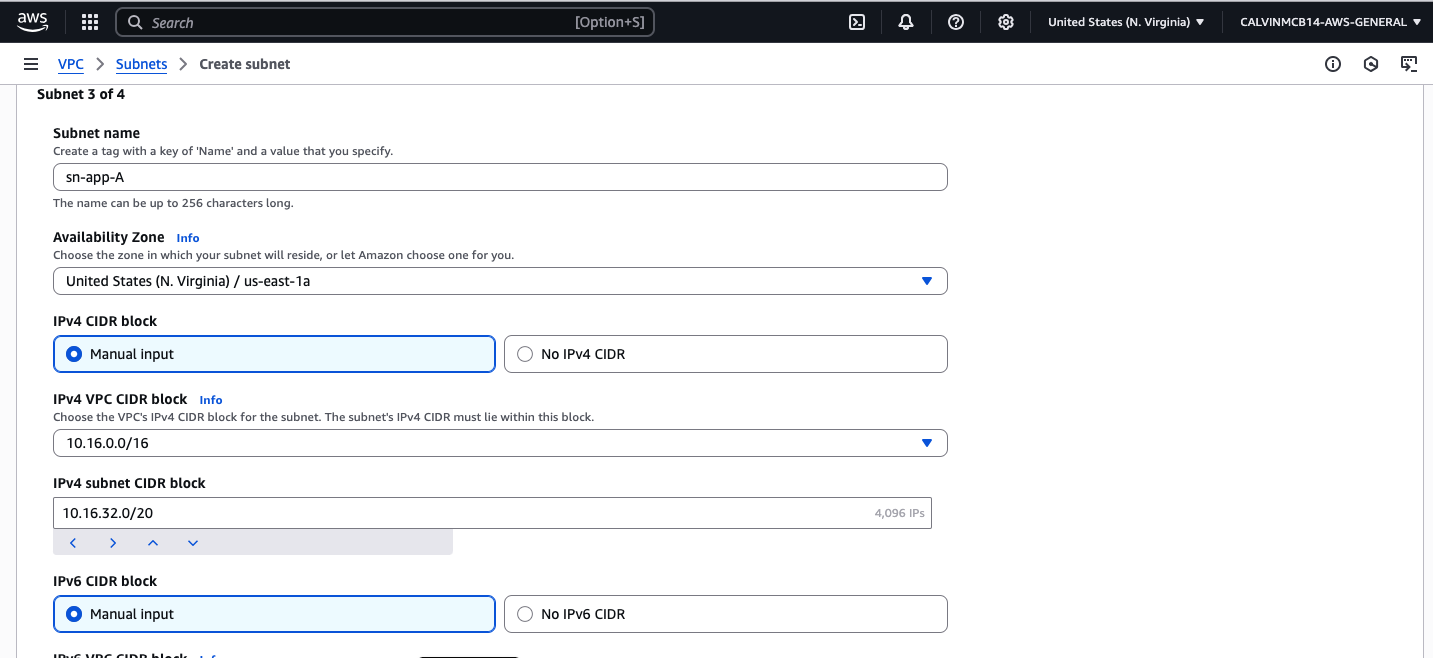 aws
Search [Option+S] United States (N. Virginia) CALVINMCB14-AWS-GENERAL
VPC Subnets Create subnet
Subnet 3 of 4
Subnet name
Create a tag with a key of 'Name' and a value that you specify.
sn-app-A
The name can be up to 256 characters long.
Availability Zone Info
Choose the zone in which your subnet will reside, or let Amazon choose one for you.
United States (N. Virginia) / us-east-1a
IPv4 CIDR block
Manual input No IPv4 CIDR
IPv4 VPC CIDR block Info
Choose the VPC's IPv4 CIDR block for the subnet. The subnet's IPv4 CIDR must lie within this block.
10.16.0.0/16
IPv4 subnet CIDR block
10.16.32.0/20 4,096 IPs
IPv6 CIDR block
Manual input No IPv6 CIDR
IPv6 VPC CIDR block Info